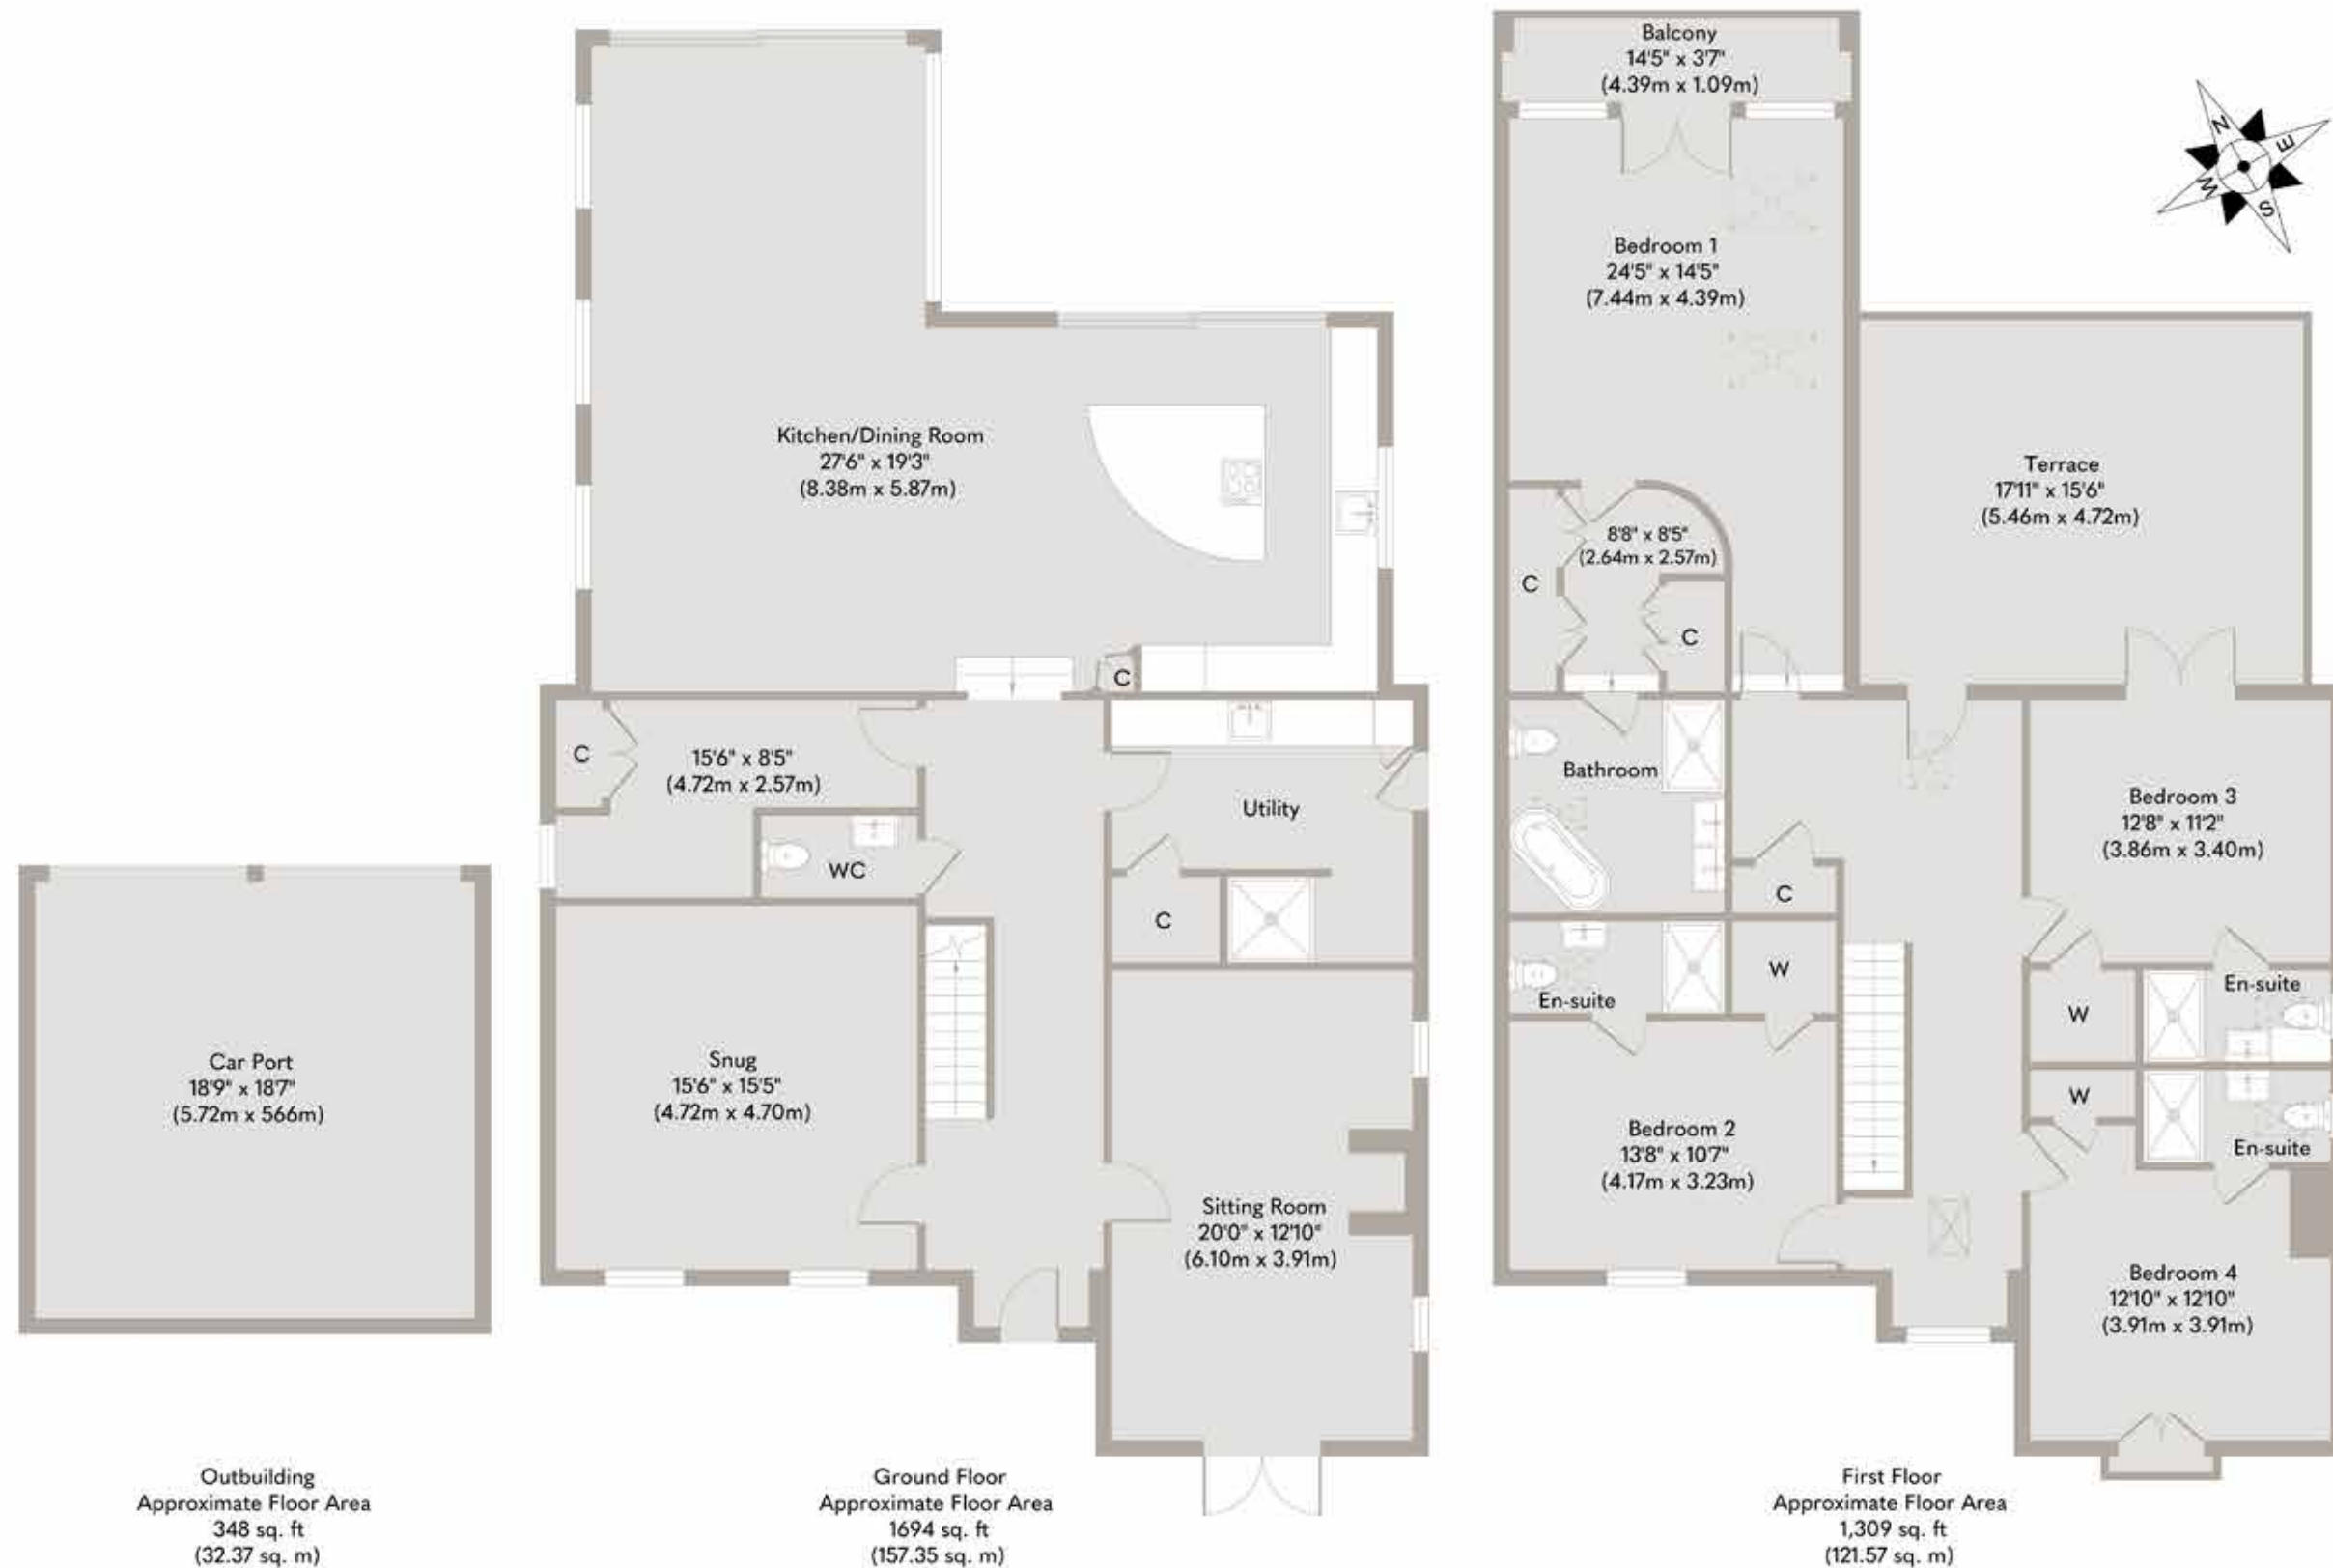 Balcony
14'5" x 3'7"
(4.39m x 1.09m)
N
E
S
W
Bedroom 1
24'5" x 14'5"
(7.44m x 4.39m)
Kitchen/Dining Room
27'6" x 19'3"
(8.38m x 5.87m)
Terrace
17'11" x 15'6"
(5.46m x 4.72m)
8'8" x 8'5"
(2.64m x 2.57m)
C
C
C
C
15'6" x 8'5"
(4.72m x 2.57m)
Utility
WC
C
Bathroom
Bedroom 3
12'8" x 11'2"
(3.86m x 3.40m)
C
W
En-suite
En-suite
W
W
En-suite
Car Port
18'9" x 18'7"
(5.72m x 566m)
Snug
15'6" x 15'5"
(4.72m x 4.70m)
Sitting Room
20'0" x 12'10"
(6.10m x 3.91m)
Bedroom 2
13'8" x 10'7"
(4.17m x 3.23m)
Bedroom 4
12'10" x 12'10"
(3.91m x 3.91m)
Outbuilding
Approximate Floor Area
348 sq. ft
(32.37 sq. m)
Ground Floor
Approximate Floor Area
1694 sq. ft
(157.35 sq. m)
First Floor
Approximate Floor Area
1,309 sq. ft
(121.57 sq. m)